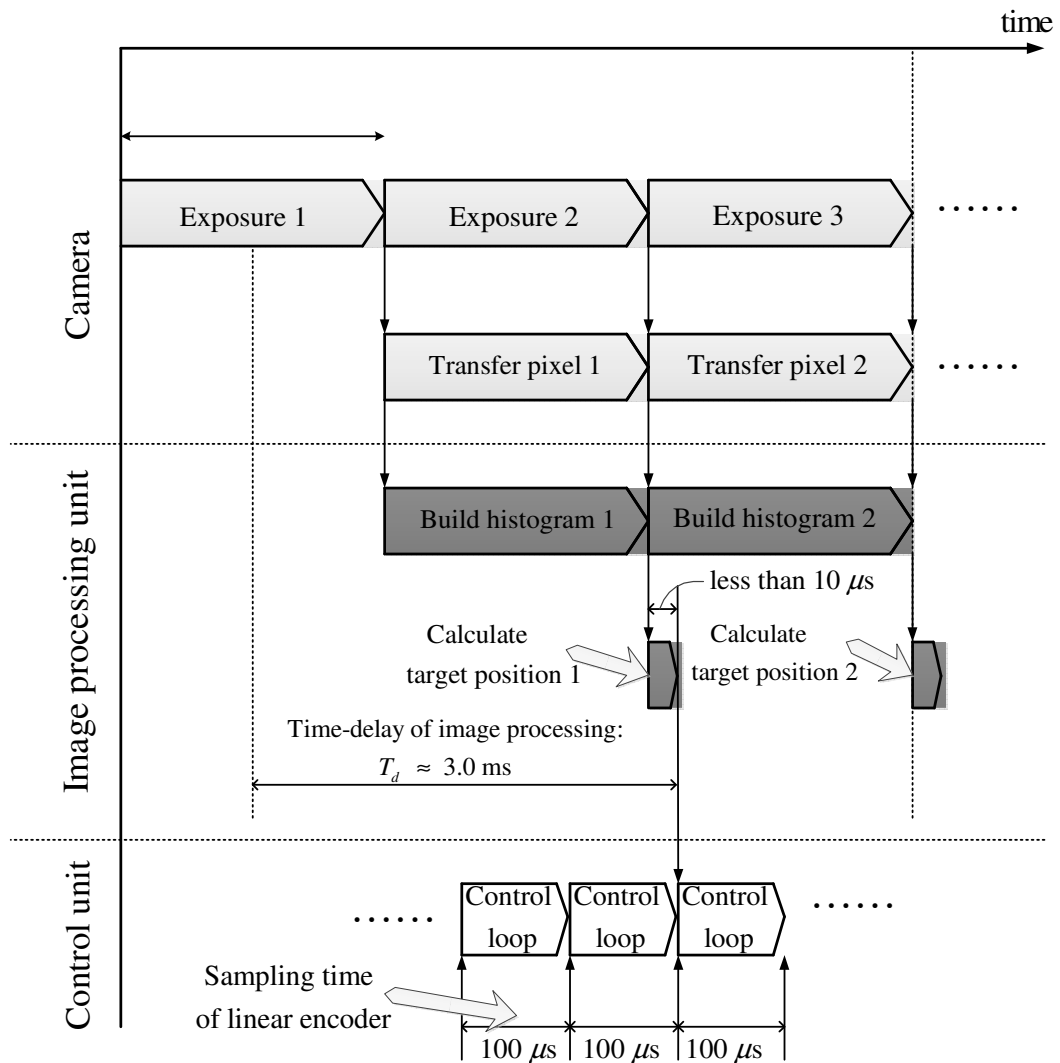 time
Exposure 1
Exposure 2
Exposure 3
......
Camera
Transfer pixel 1
Transfer pixel 2
......
Image processing unit
Build histogram 1
Build histogram 2
less than 10 μs
Calculate
target position 1
Calculate
target position 2
Time-delay of image processing:
T_d ≈ 3.0 ms
Control unit
......
Control
loop
Control
loop
Control
loop
......
Sampling time
of linear encoder
100 μs
100 μs
100 μs